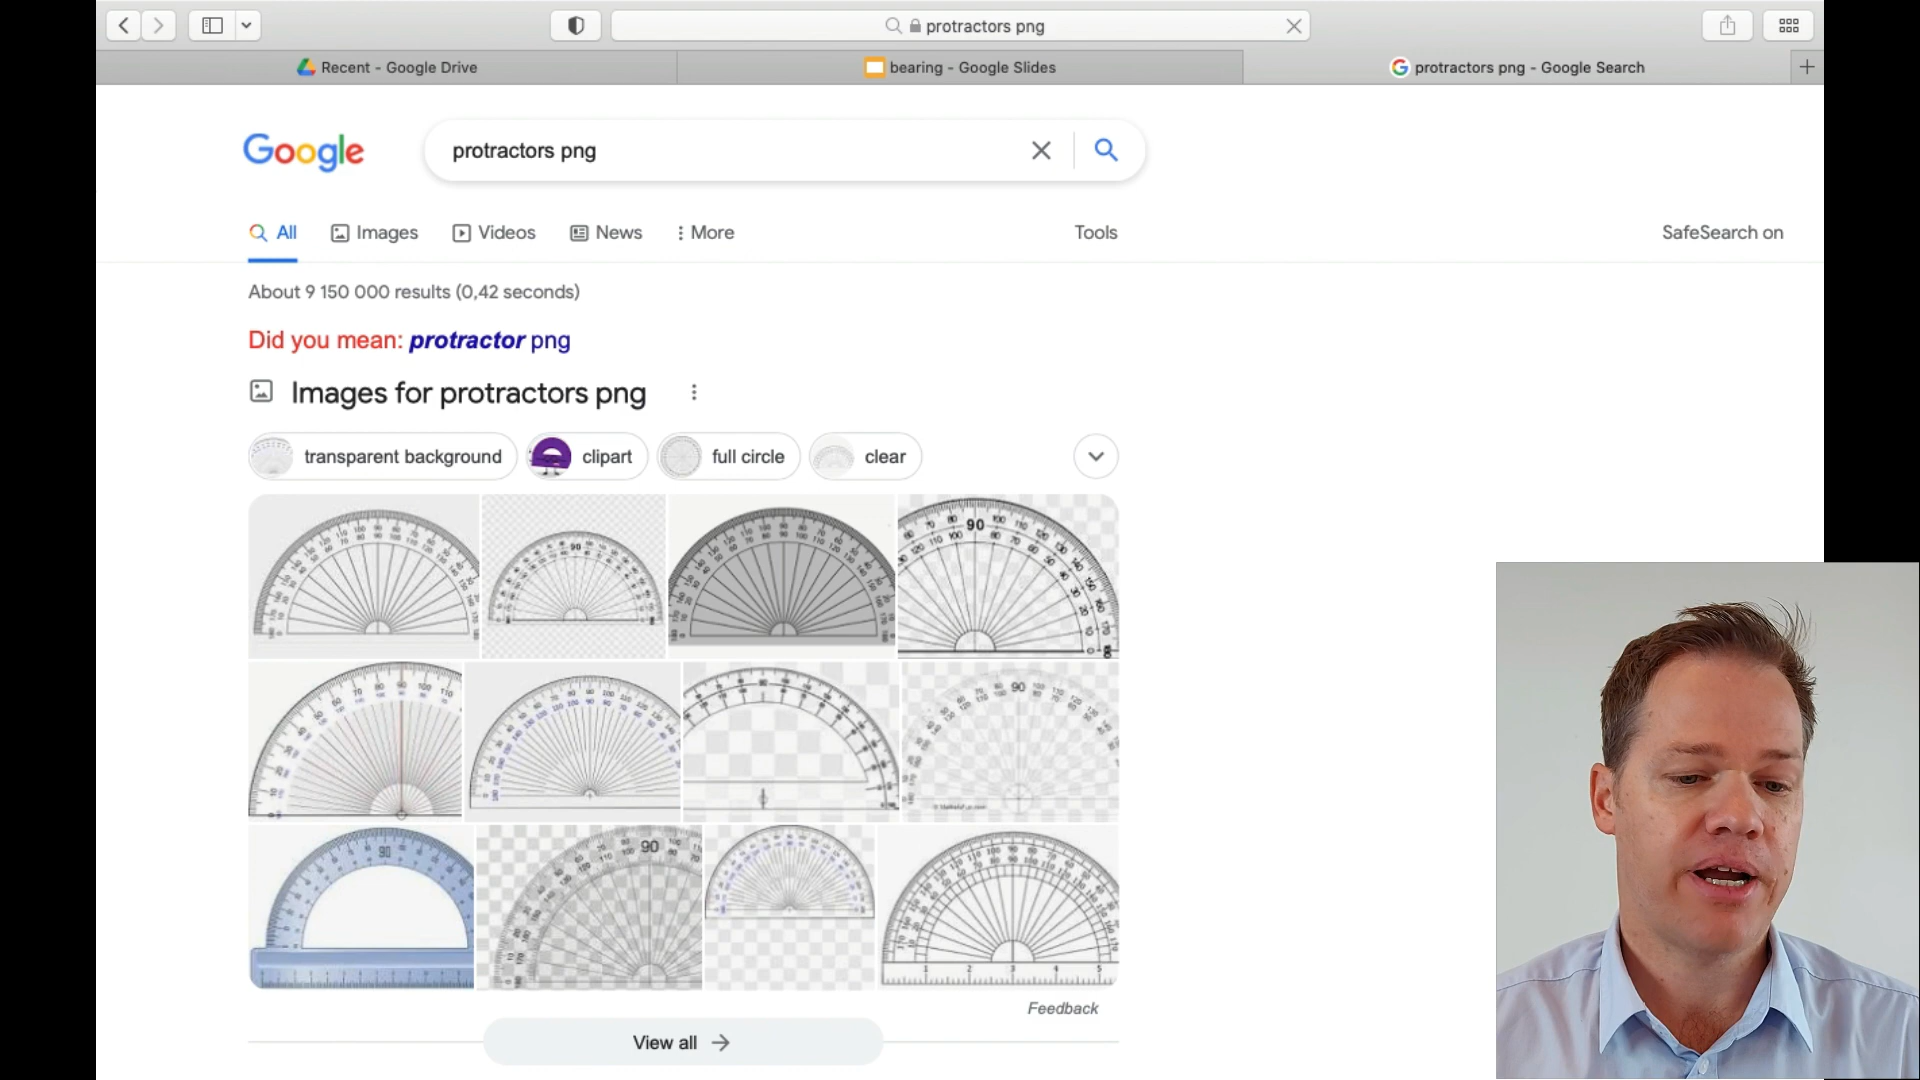 protractors png
Recent - Google Drive
bearing - Google Slides
protractors png - Google Search
Google
protractors png
All
Images
Videos
News
More
Tools
SafeSearch on
About 9 150 000 results (0,42 seconds)
Did you mean: protractor png
Images for protractors png
transparent background
clipart
full circle
clear
Feedback
View all